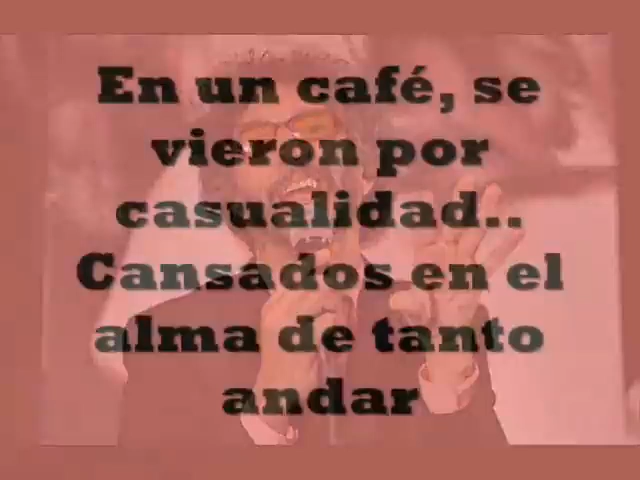 En un café, se
vieron por
casualidad..
Cansados en el
alma de tanto
andar